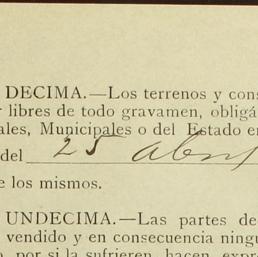 DECIMA.—Los terrenos y cons
libres de todo gravamen, obligá
ales, Municipales o del Estado e
del 25 Abril
e los mismos.
UNDECIMA.—Las partes de
vendido y en consecuencia ningu
por si la sufrieren, hacen, expre